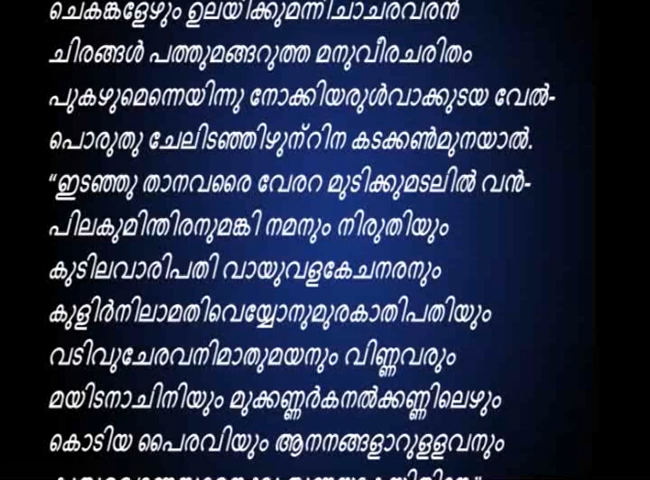 ചെകങ്കളേഴും ഉലയിക്കുമന്നിചാചരവരൻ
ചിരങ്ങൾ പത്തുമങ്ങറുത്ത മനുവീരചരിതം
പുകഴുമെന്നെയിന്നു നോക്കിയരുൾവാക്കുടയ വേൽ-
പൊരുതു ചേലിടഞ്ഞിഴുന്റിന കടക്കൺമുനയാൽ.
“ഇടഞ്ഞു താനവരൈ വേരറ മുടിക്കുമടലിൽ വൻ-
പിലകുമിന്തിരനുമങ്കി നമനും നിരുതിയും
കുടിലവാരിപതി വായുവളകേചനരനും
കുളിർനിലാമതിവെയ്യോനുമുരകാതിപതിയും
വടിവുചേരവനിമാതുമയനും വിണ്ണവരും
മയിടനാചിനിയും മുക്കണ്ണർകനൽക്കണ്ണിലെഴും
കൊടിയ പൈരവിയും ആനനങ്ങളാറുള്ളവനും